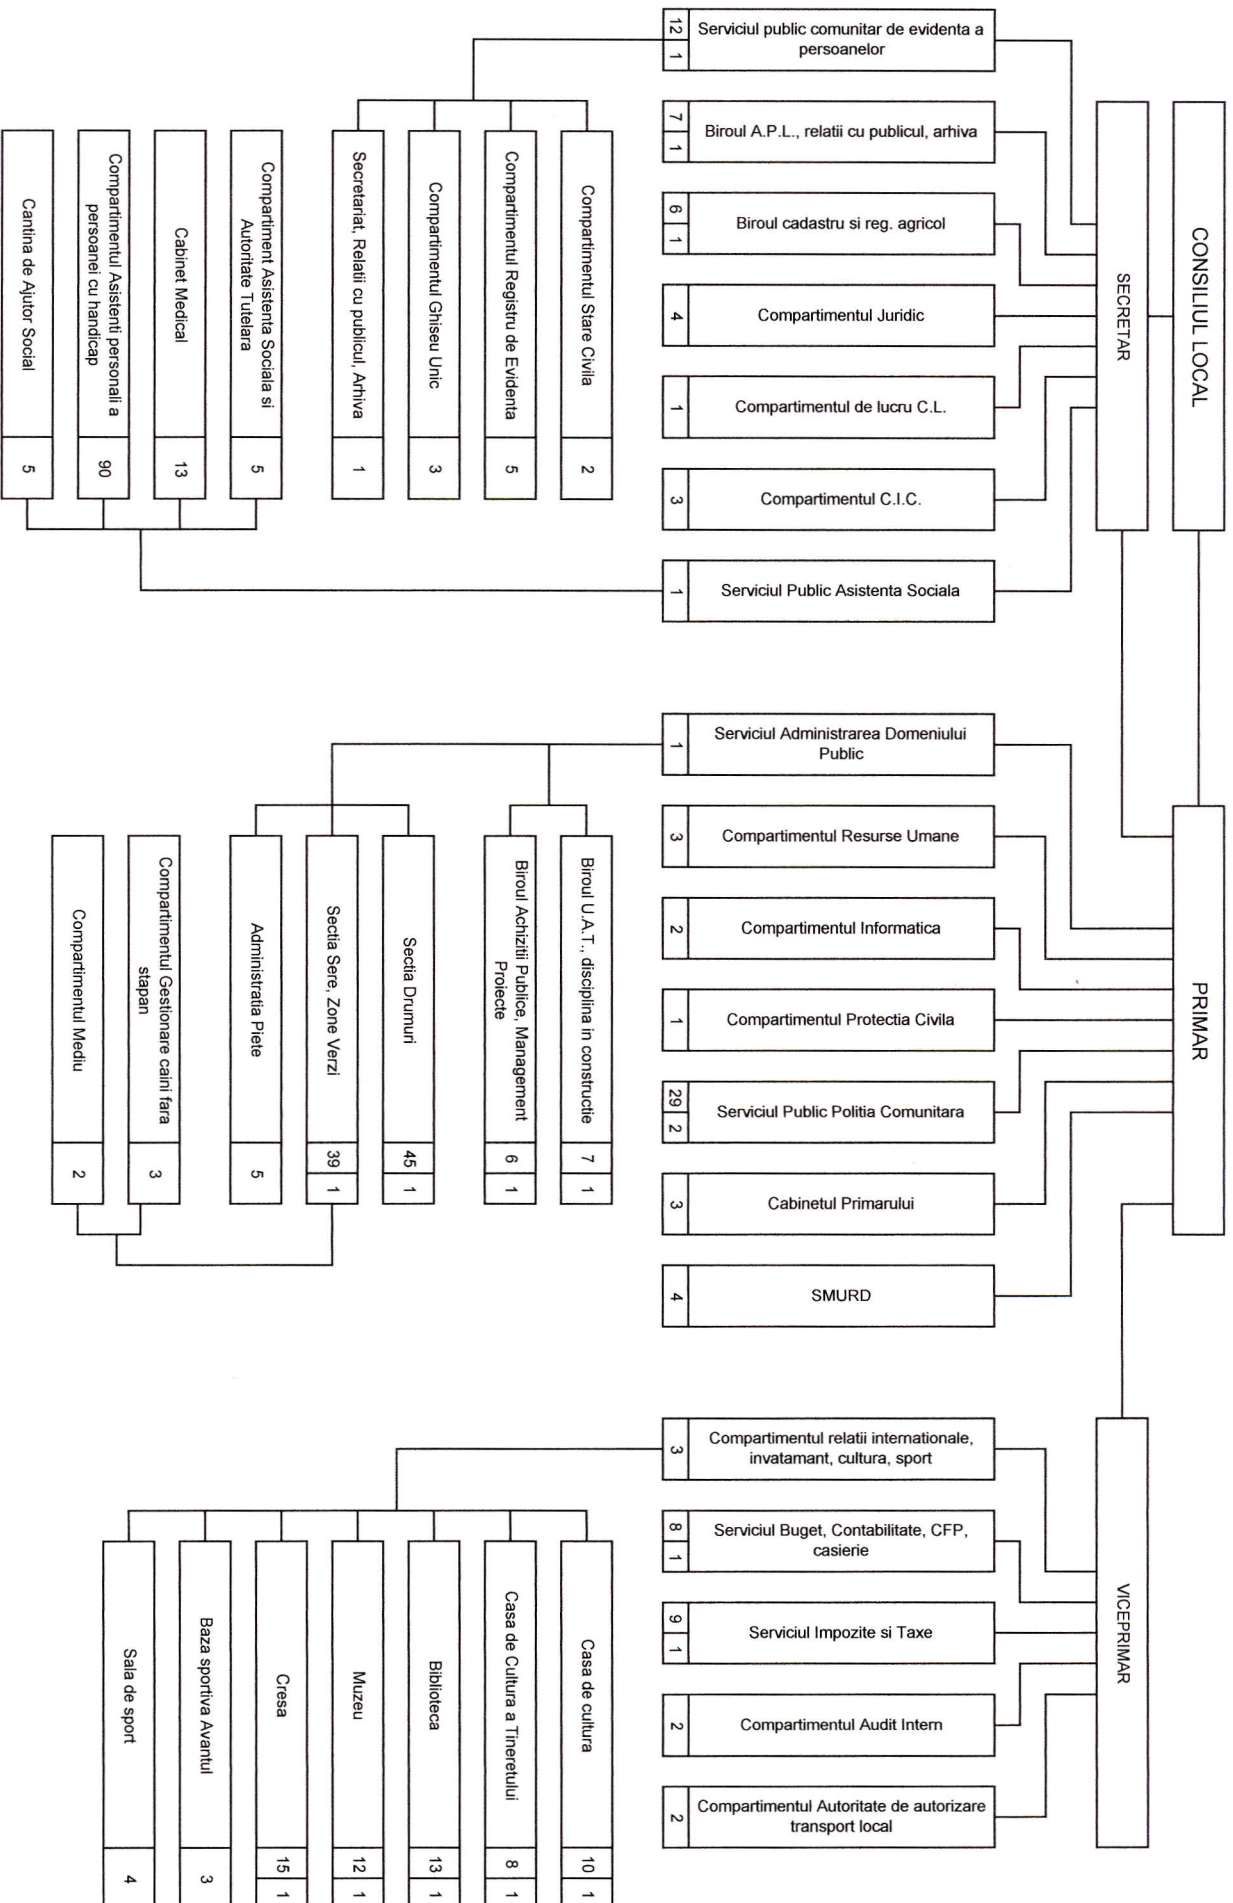 CONSILIUL LOCAL
SECRETAR
PRIMAR
VICEPRIMAR
Serviciul public comunitar de evidenta a
persoanelor
12
1
Biroul A.P.L., relatii cu publicul, arhiva
7
1
Biroul cadastru si reg. agricol
6
1
Compartimentul Juridic
4
Compartimentul de lucru C.L.
1
Compartimentul C.I.C.
3
Serviciul Public Asistenta Sociala
1
Compartimentul Stare Civila
2
Compartimentul Registru de Evidenta
5
Compartimentul Ghiseu Unic
3
Secretariat, Relatii cu publicul, Arhiva
1
Compartiment Asistenta Sociala si
Autoritate Tutelara
5
Cabinet Medical
13
Compartimentul Asistenti personali a
persoanei cu handicap
90
Cantina de Ajutor Social
5
Serviciul Administrarea Domeniului
Public
1
Compartimentul Resurse Umane
3
Compartimentul Informatica
2
Compartimentul Protectia Civila
1
Serviciul Public Politia Comunitara
29
2
Cabinetul Primarului
3
SMURD
4
Biroul U.A.T., disciplina in constructie
7
1
Biroul Achizitii Publice, Management
Proiecte
6
1
Sectia Drumuri
45
1
Sectia Sere, Zone Verzi
39
1
Administratia Piete
5
Compartimentul Gestionare caini fara
stapan
3
Compartimentul Mediu
2
Compartimentul relatii internationale,
invatamant, cultura, sport
3
Serviciul Buget, Contabilitate, CFP,
casierie
8
1
Serviciul Impozite si Taxe
9
1
Compartimentul Audit Intern
2
Compartimentul Autoritate de autorizare
transport local
2
Casa de cultura
10
1
Casa de Cultura a Tineretului
8
1
Biblioteca
13
1
Muzeu
12
1
Cresa
15
1
Baza sportiva Avantul
3
Sala de sport
4